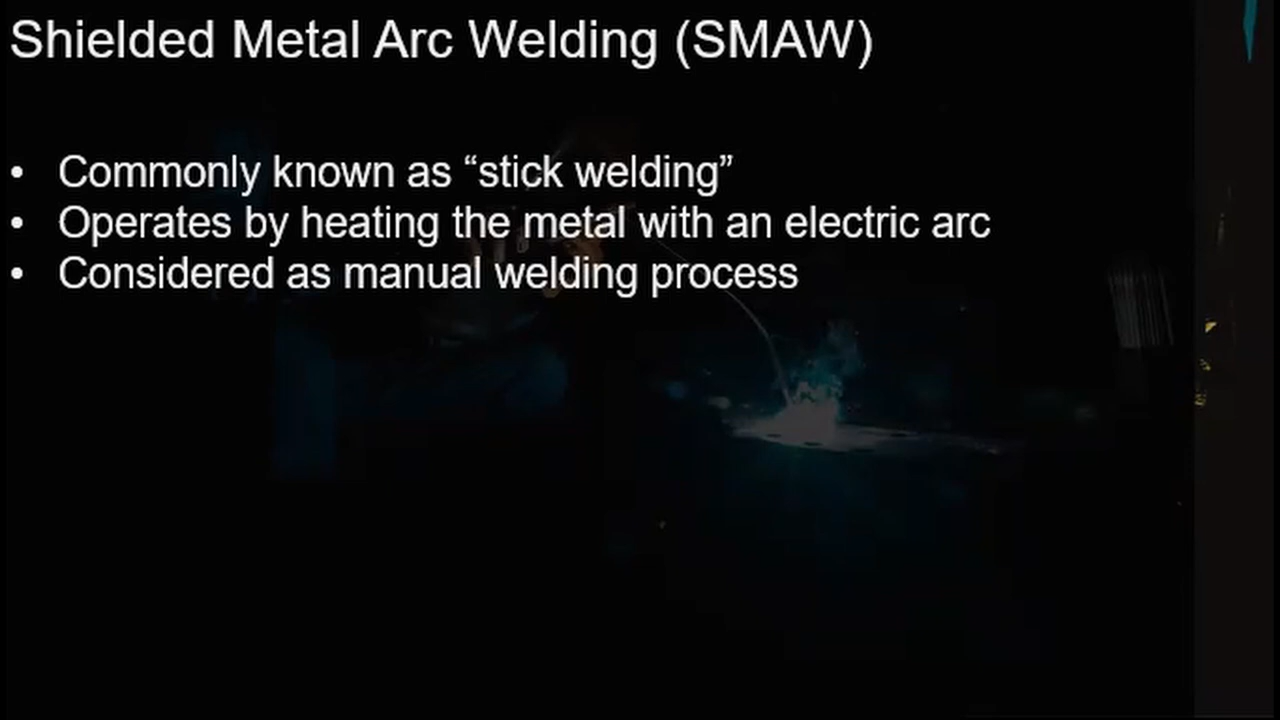 Shielded Metal Arc Welding (SMAW)
• Commonly known as “stick welding”
• Operates by heating the metal with an electric arc
• Considered as manual welding process